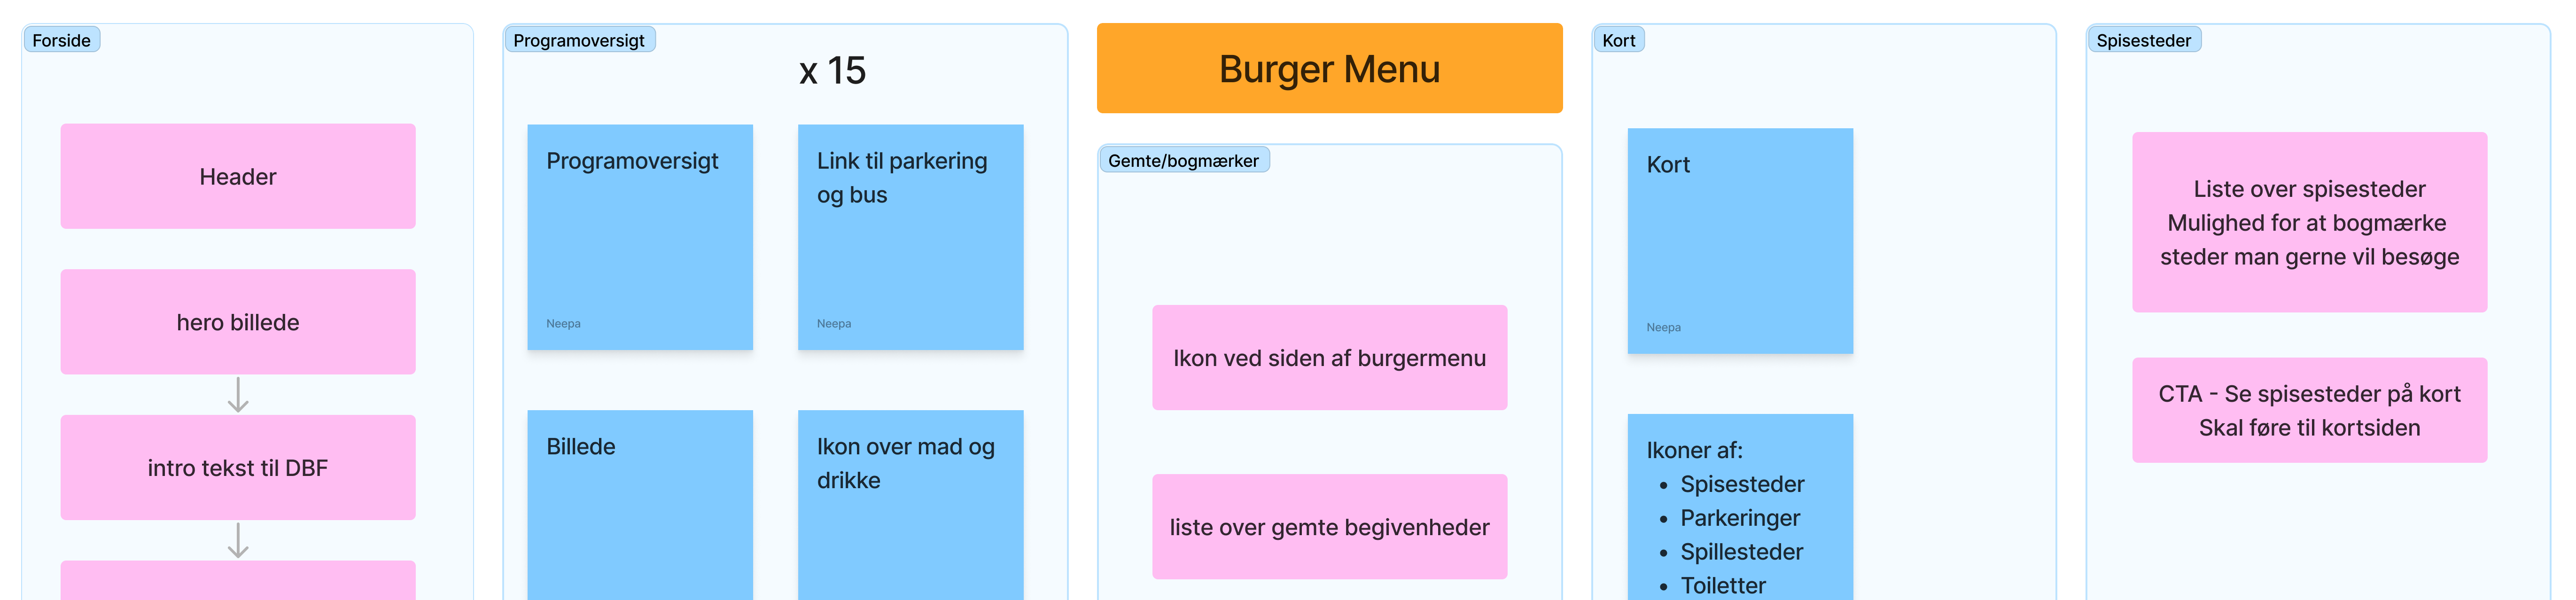 Forside
Header
hero billede
intro tekst til DBF
Programoversigt
x 15
Programoversigt
Neepa
Link til parkering
og bus
Neepa
Billede
Ikon over mad og
drikke
Burger Menu
Gemte/bogmærker
Ikon ved siden af burgermenu
liste over gemte begivenheder
Kort
Kort
Neepa
Ikoner af:
• Spisesteder
• Parkeringer
• Spillesteder
• Toiletter
Spisesteder
Liste over spisesteder
Mulighed for at bogmærke
steder man gerne vil besøge
CTA - Se spisesteder på kort
Skal føre til kortsiden